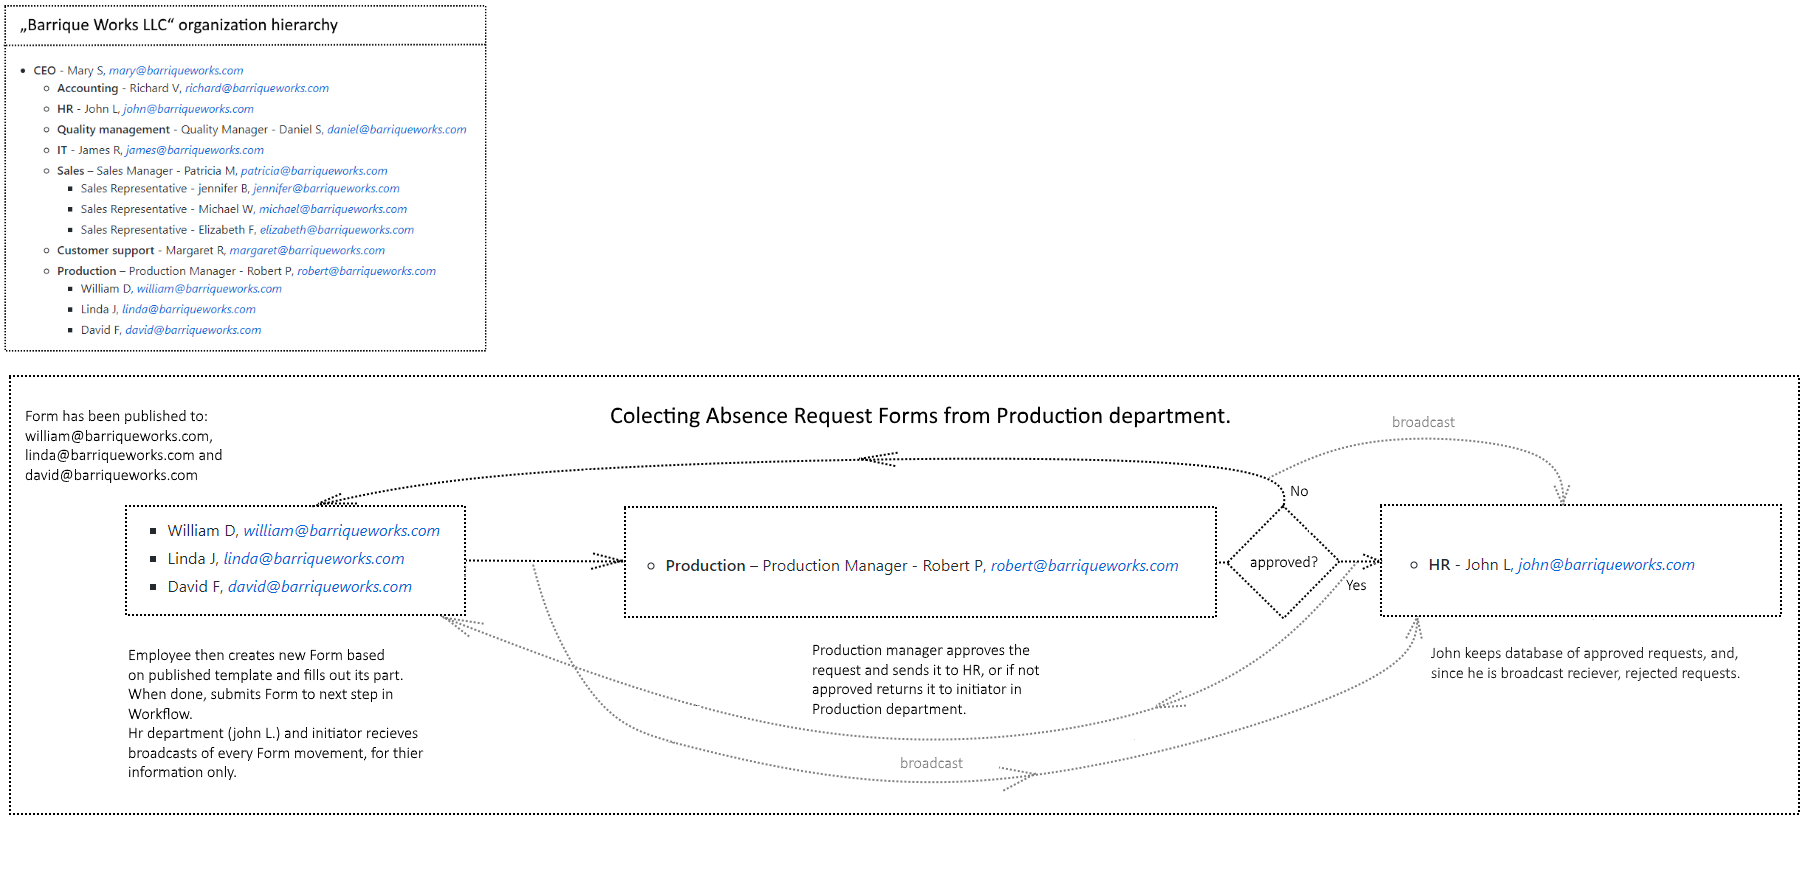 „Barrique Works LLC“ organization hierarchy
CEO - Mary S, mary@barriqueworks.com
Accounting - Richard V, richard@barriqueworks.com
HR - John L, john@barriqueworks.com
Quality management - Quality Manager - Daniel S, daniel@barriqueworks.com
IT - James R, james@barriqueworks.com
Sales – Sales Manager - Patricia M, patricia@barriqueworks.com
Sales Representative - jennifer B, jennifer@barriqueworks.com
Sales Representative - Michael W, michael@barriqueworks.com
Sales Representative - Elizabeth F, elizabeth@barriqueworks.com
Customer support - Margaret R, margaret@barriqueworks.com
Production – Production Manager - Robert P, robert@barriqueworks.com
William D, william@barriqueworks.com
Linda J, linda@barriqueworks.com
David F, david@barriqueworks.com
Form has been published to:
william@barriqueworks.com,
linda@barriqueworks.com and
david@barriqueworks.com
Colecting Absence Request Forms from Production department.
broadcast
No
William D, william@barriqueworks.com
Linda J, linda@barriqueworks.com
David F, david@barriqueworks.com
Production – Production Manager - Robert P, robert@barriqueworks.com
approved?
Yes
HR - John L, john@barriqueworks.com
Employee then creates new Form based
on published template and fills out its part.
When done, submits Form to next step in
Workflow.
Hr department (john L.) and initiator recieves
broadcasts of every Form movement, for thier
information only.
Production manager approves the
request and sends it to HR, or if not
approved returns it to initiator in
Production department.
John keeps database of approved requests, and,
since he is broadcast reciever, rejected requests.
broadcast